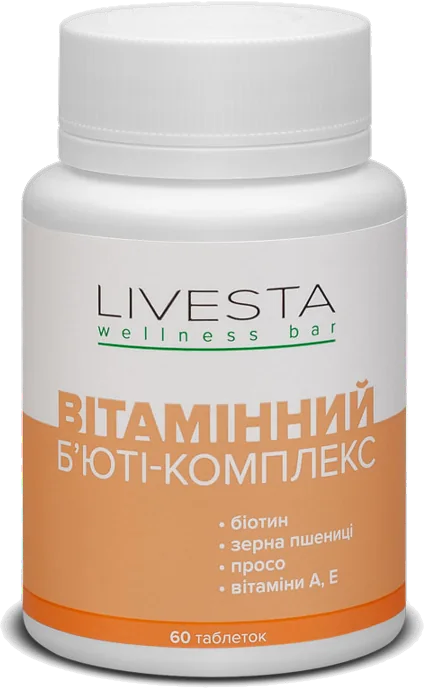 LIVESTA
wellness bar
ВІТАМІННИЙ
Б’ЮТІ-КОМПЛЕКС
• біотин
• зерна пшениці
• просо
• вітаміни А, Е
60 таблеток